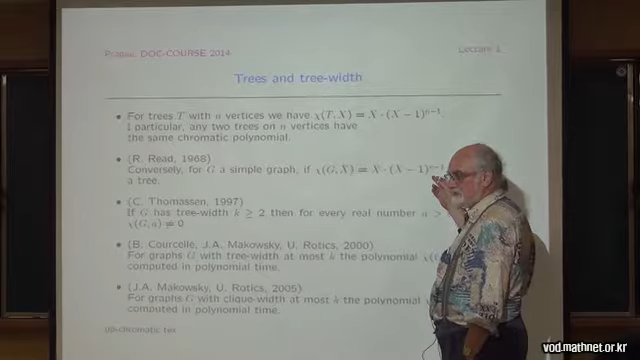 Prague, DOC-COURSE 2014
Lecture 1
Trees and tree-width
• For trees T with n vertices we have χ(T, X) = X · (X − 1)ⁿ⁻¹.
I particular, any two trees on n vertices have
the same chromatic polynomial.
• (R. Read, 1968)
Conversely, for G a simple graph, if χ(G, X) = X · (X − 1)ⁿ⁻¹
a tree.
• (C. Thomassen, 1997)
If G has tree-width k ≥ 2 then for every real number a >
χ(G, a) ≠ 0
• (B. Courcelle, J.A. Makowsky, U. Rotics, 2000)
For graphs G with tree-width at most k the polynomial χ(
computed in polynomial time.
• (J.A. Makowsky, U. Rotics, 2005)
For graphs G with clique-width at most k the polynomial
computed in polynomial time.
vod.mathnet.or.kr